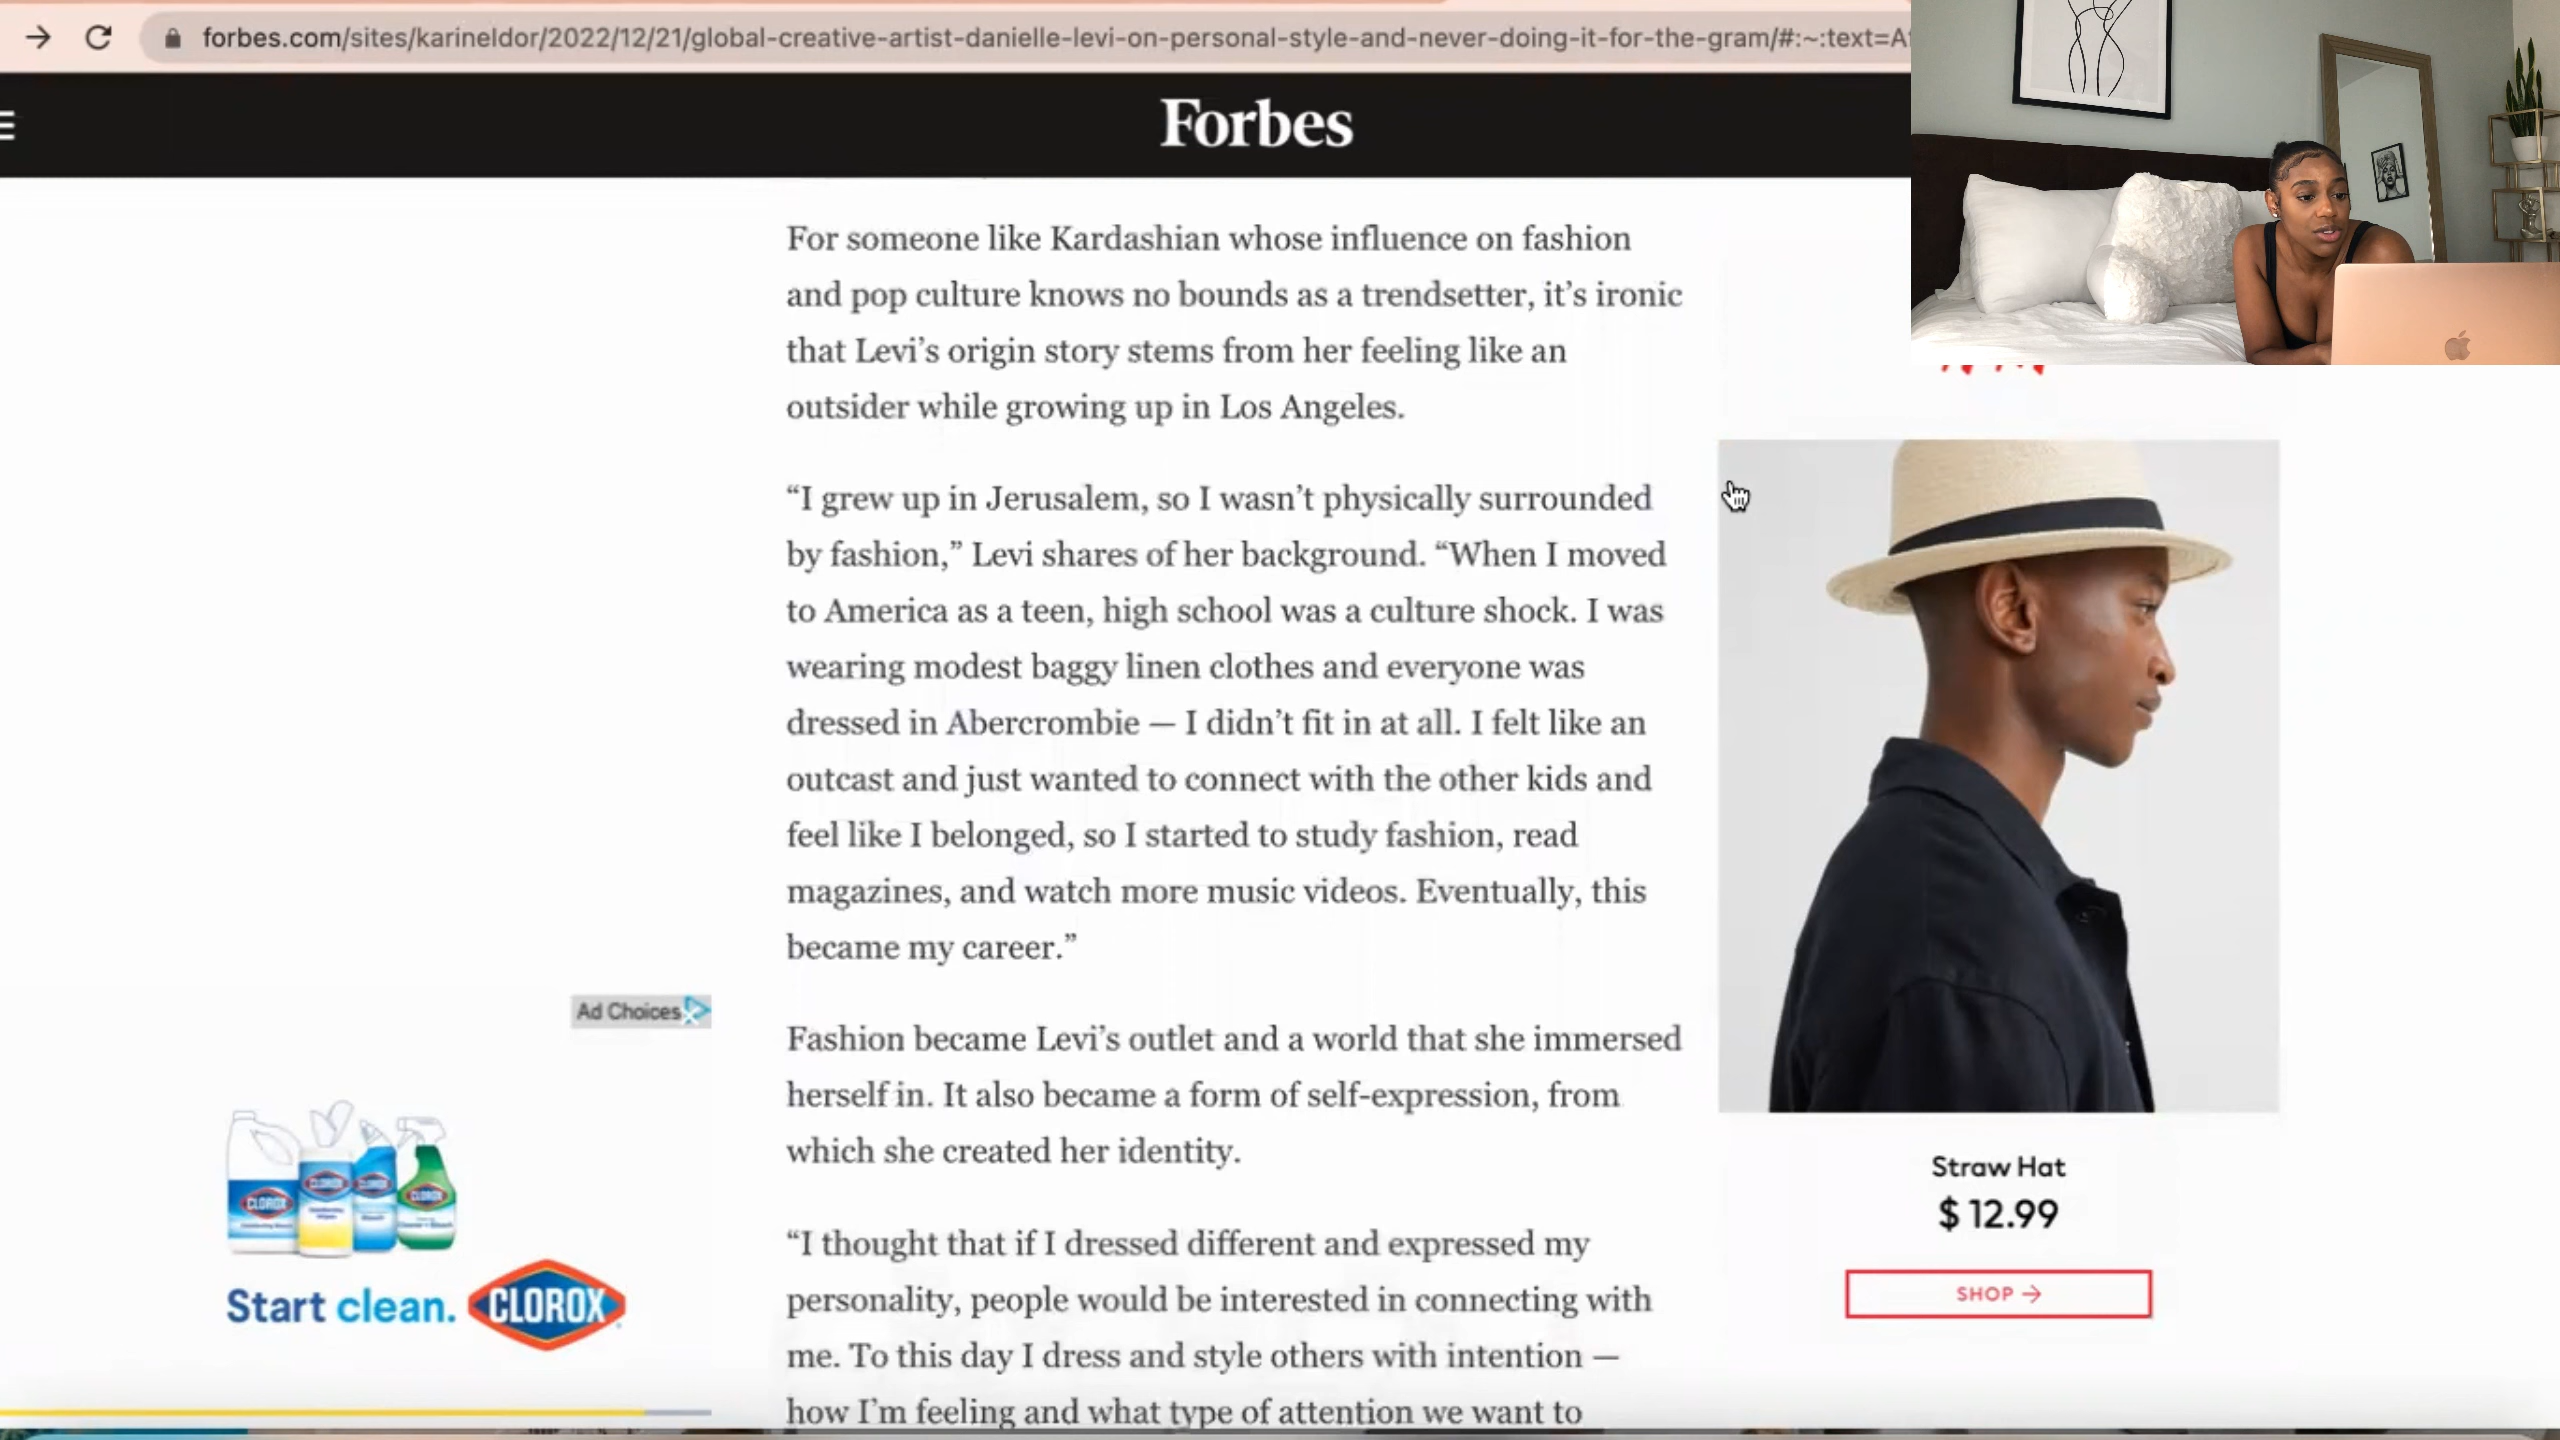 forbes.com/sites/karineldor/2022/12/21/global-creative-artist-danielle-levi-on-personal-style-and-never-doing-it-for-the-gram/#:~:text=A
Forbes
For someone like Kardashian whose influence on fashion
and pop culture knows no bounds as a trendsetter, it’s ironic
that Levi’s origin story stems from her feeling like an
outsider while growing up in Los Angeles.
“I grew up in Jerusalem, so I wasn’t physically surrounded
by fashion,” Levi shares of her background. “When I moved
to America as a teen, high school was a culture shock. I was
wearing modest baggy linen clothes and everyone was
dressed in Abercrombie — I didn’t fit in at all. I felt like an
outcast and just wanted to connect with the other kids and
feel like I belonged, so I started to study fashion, read
magazines, and watch more music videos. Eventually, this
became my career.”
Fashion became Levi’s outlet and a world that she immersed
herself in. It also became a form of self-expression, from
which she created her identity.
“I thought that if I dressed different and expressed my
personality, people would be interested in connecting with
me. To this day I dress and style others with intention —
how I’m feeling and what type of attention we want to
Ad Choices
CLOROX
CLOROX
CLOROX
CLOROX
Start clean. CLOROX
Straw Hat
$ 12.99
SHOP →